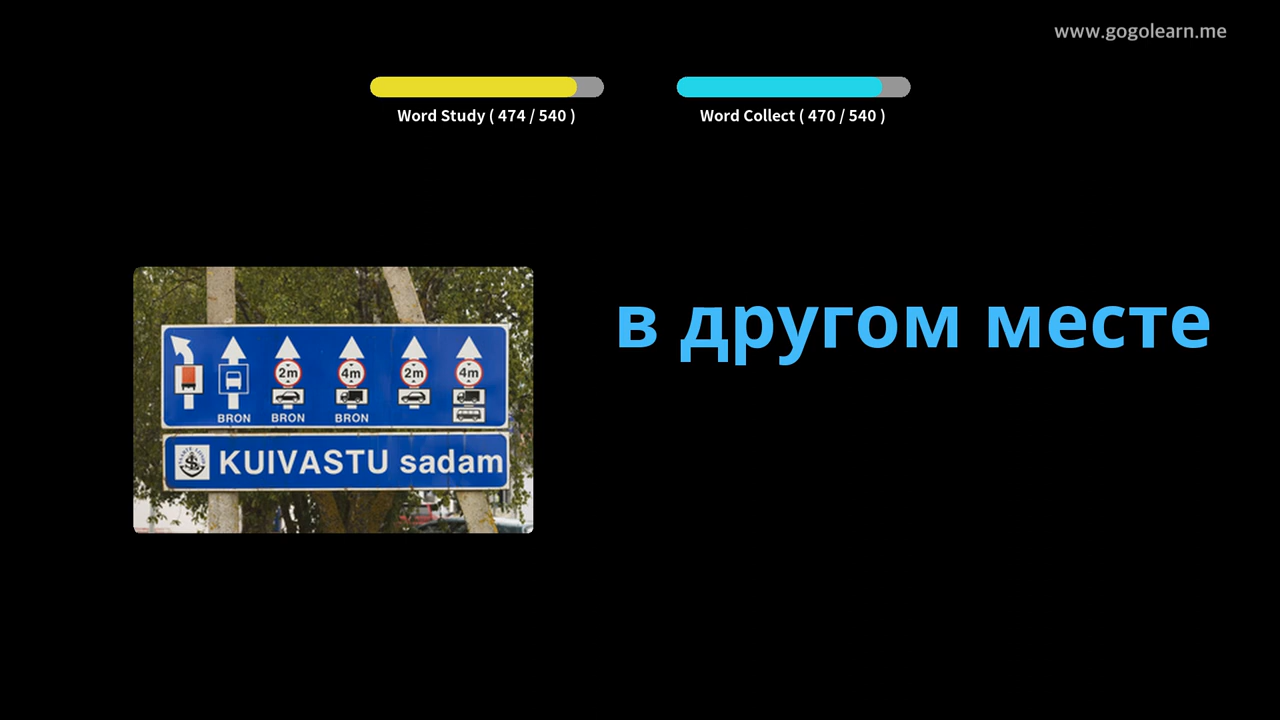 www.gogolearn.me
Word Study ( 474 / 540 )
Word Collect ( 470 / 540 )
в другом месте
2m 4m 2m 4m
BRON BRON BRON
KUIVASTU sadam